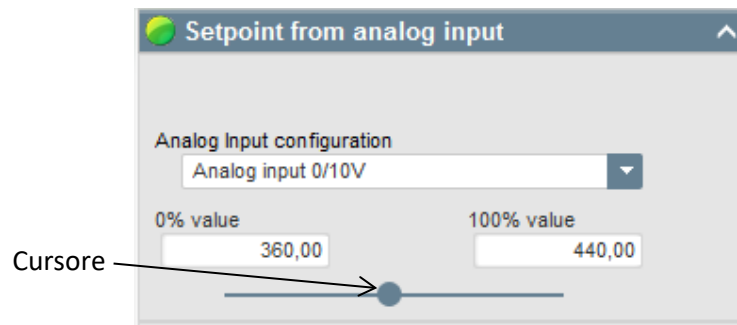 Setpoint from analog input
Analog Input configuration
Analog input 0/10V
0% value 100% value
360,00 440,00
Cursore